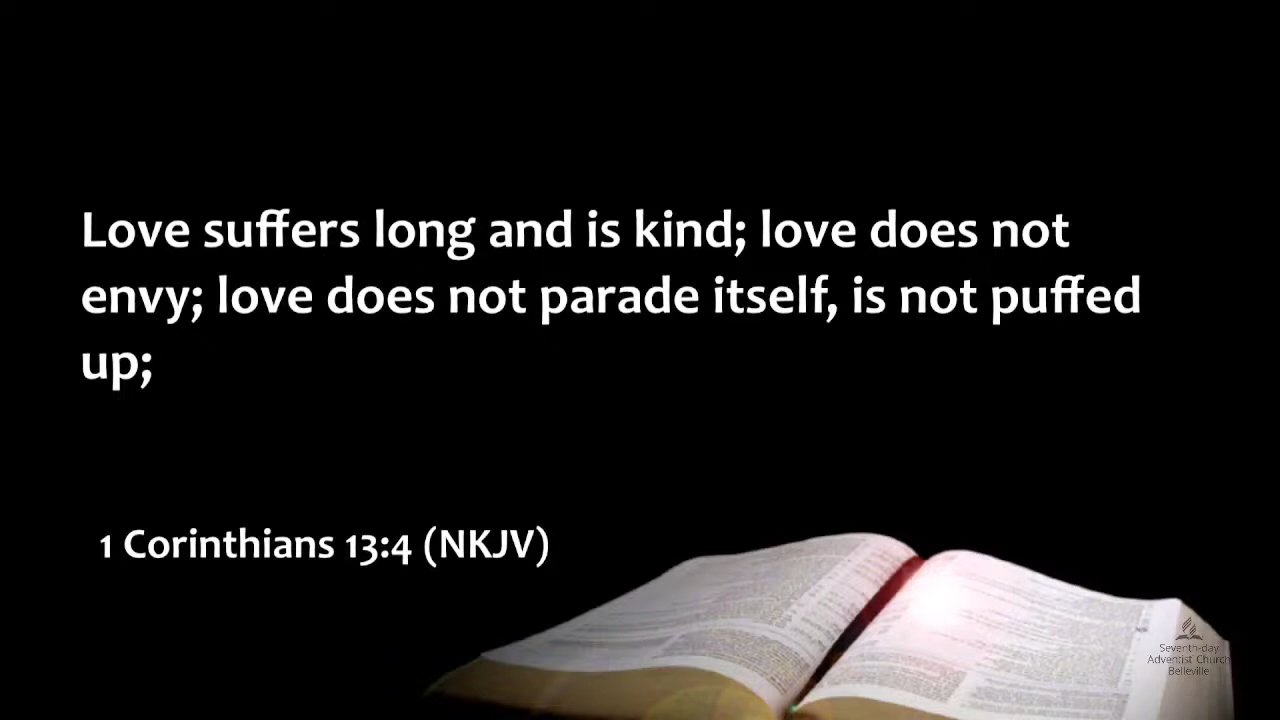 Love suffers long and is kind; love does not
envy; love does not parade itself, is not puffed
up;
1 Corinthians 13:4 (NKJV)
Seventh-day
Adventist Church
Belleville